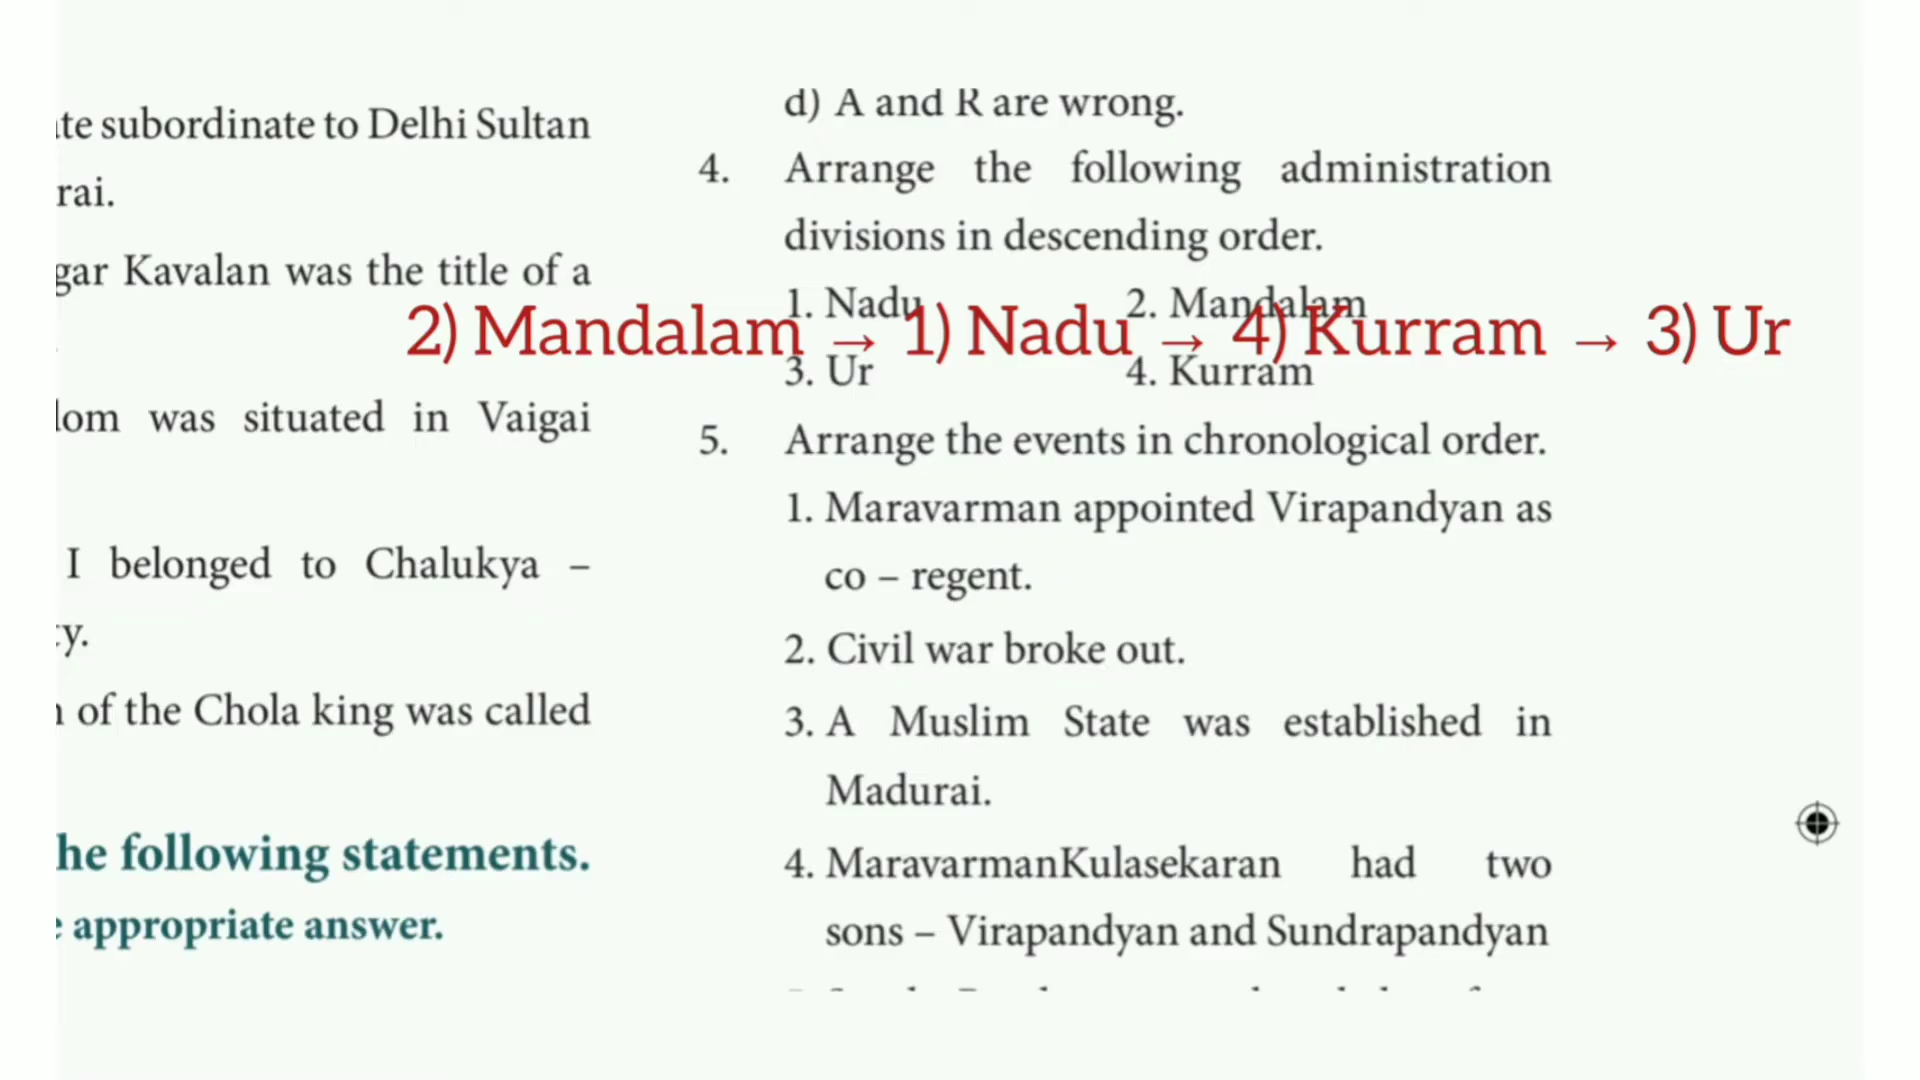 te subordinate to Delhi Sultan
rai.
gar Kavalan was the title of a
.
dom was situated in Vaigai
I belonged to Chalukya –
ty.
of the Chola king was called
he following statements.
e appropriate answer.
d) A and R are wrong.
4. Arrange the following administration
divisions in descending order.
1. Nadu 2. Mandalam
2) Mandalam → 1) Nadu → 4) Kurram → 3) Ur
3. Ur 4. Kurram
5. Arrange the events in chronological order.
1. Maravarman appointed Virapandyan as
co – regent.
2. Civil war broke out.
3. A Muslim State was established in
Madurai.
4. MaravarmanKulasekaran had two
sons – Virapandyan and Sundrapandyan